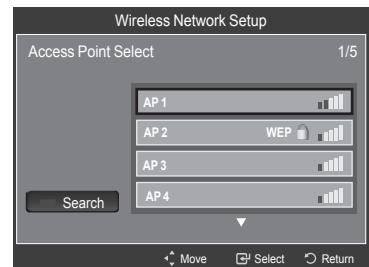 Wireless Network Setup
Access Point Select 1/5
AP 1
AP 2 WEP
AP 3
AP 4
Search
Move Select Return